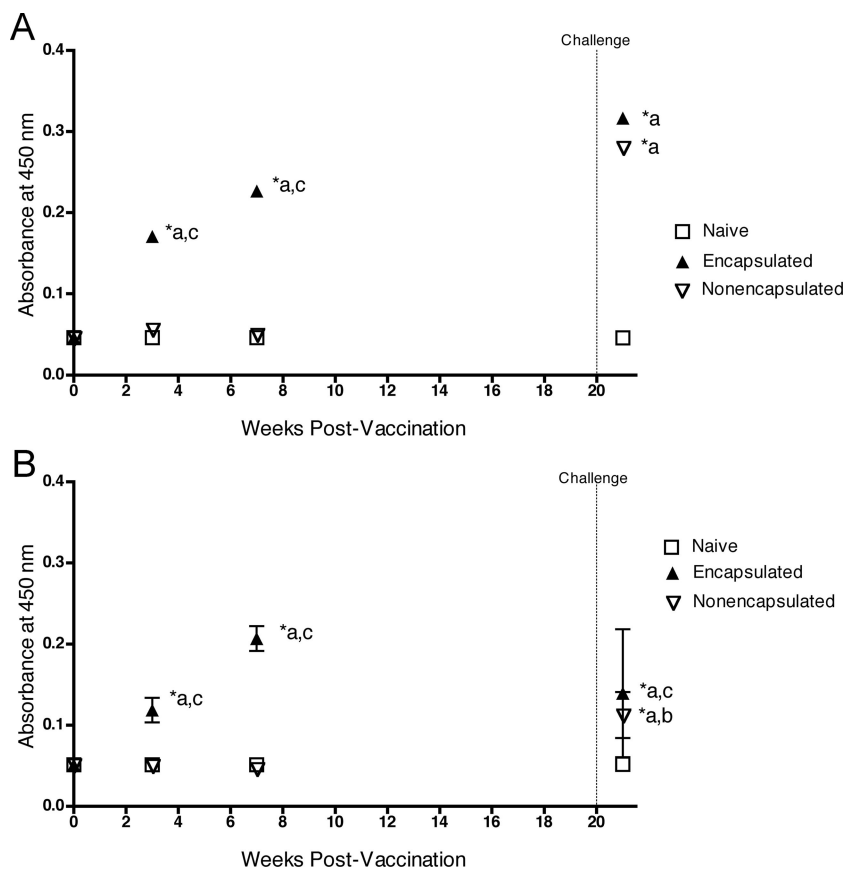 A
Challenge
0.4
0.3
0.2
0.1
0.0
Absorbance at 450 nm
*a,c
*a,c
*a
*a
Naive
Encapsulated
Nonencapsulated
0 2 4 6 8 10 12 14 16 18 20
Weeks Post-Vaccination
B
Challenge
0.4
0.3
0.2
0.1
0.0
Absorbance at 450 nm
*a,c
*a,c
*a,c
*a,b
Naive
Encapsulated
Nonencapsulated
0 2 4 6 8 10 12 14 16 18 20
Weeks Post-Vaccination